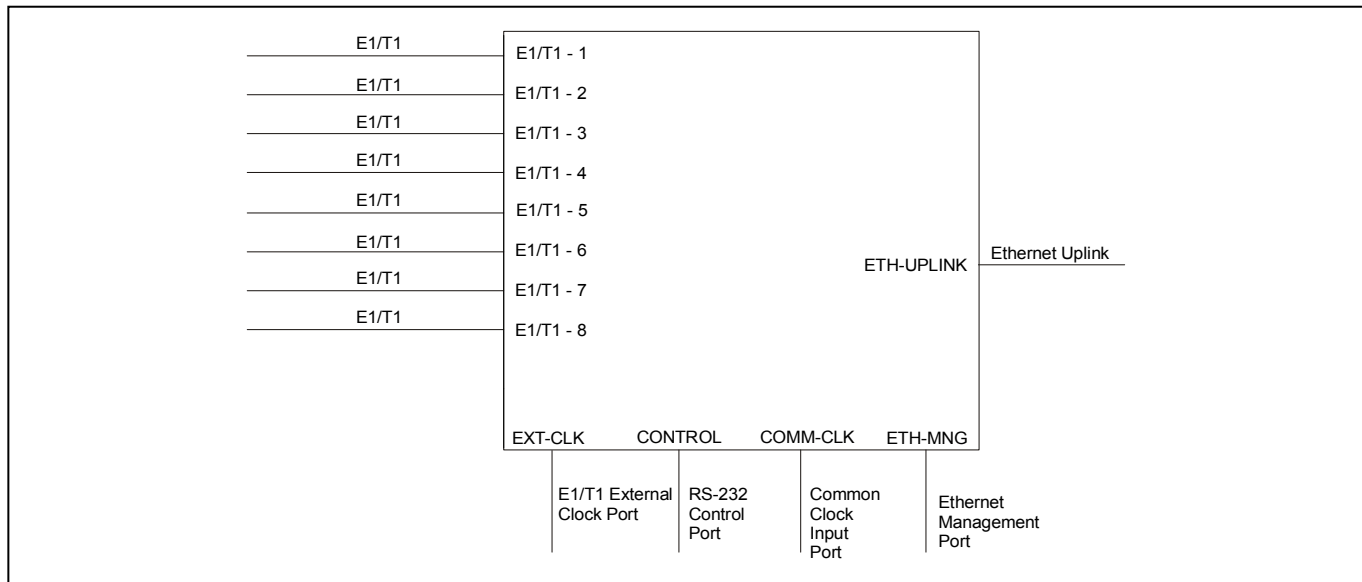 E1/T1
E1/T1 - 1
E1/T1
E1/T1 - 2
E1/T1
E1/T1 - 3
E1/T1
E1/T1 - 4
E1/T1
E1/T1 - 5
E1/T1
E1/T1 - 6
E1/T1
E1/T1 - 7
E1/T1
E1/T1 - 8
ETH-UPLINK
Ethernet Uplink
EXT-CLK
CONTROL
COMM-CLK
ETH-MNG
E1/T1 External
Clock Port
RS-232
Control
Port
Common
Clock
Input
Port
Ethernet
Management
Port